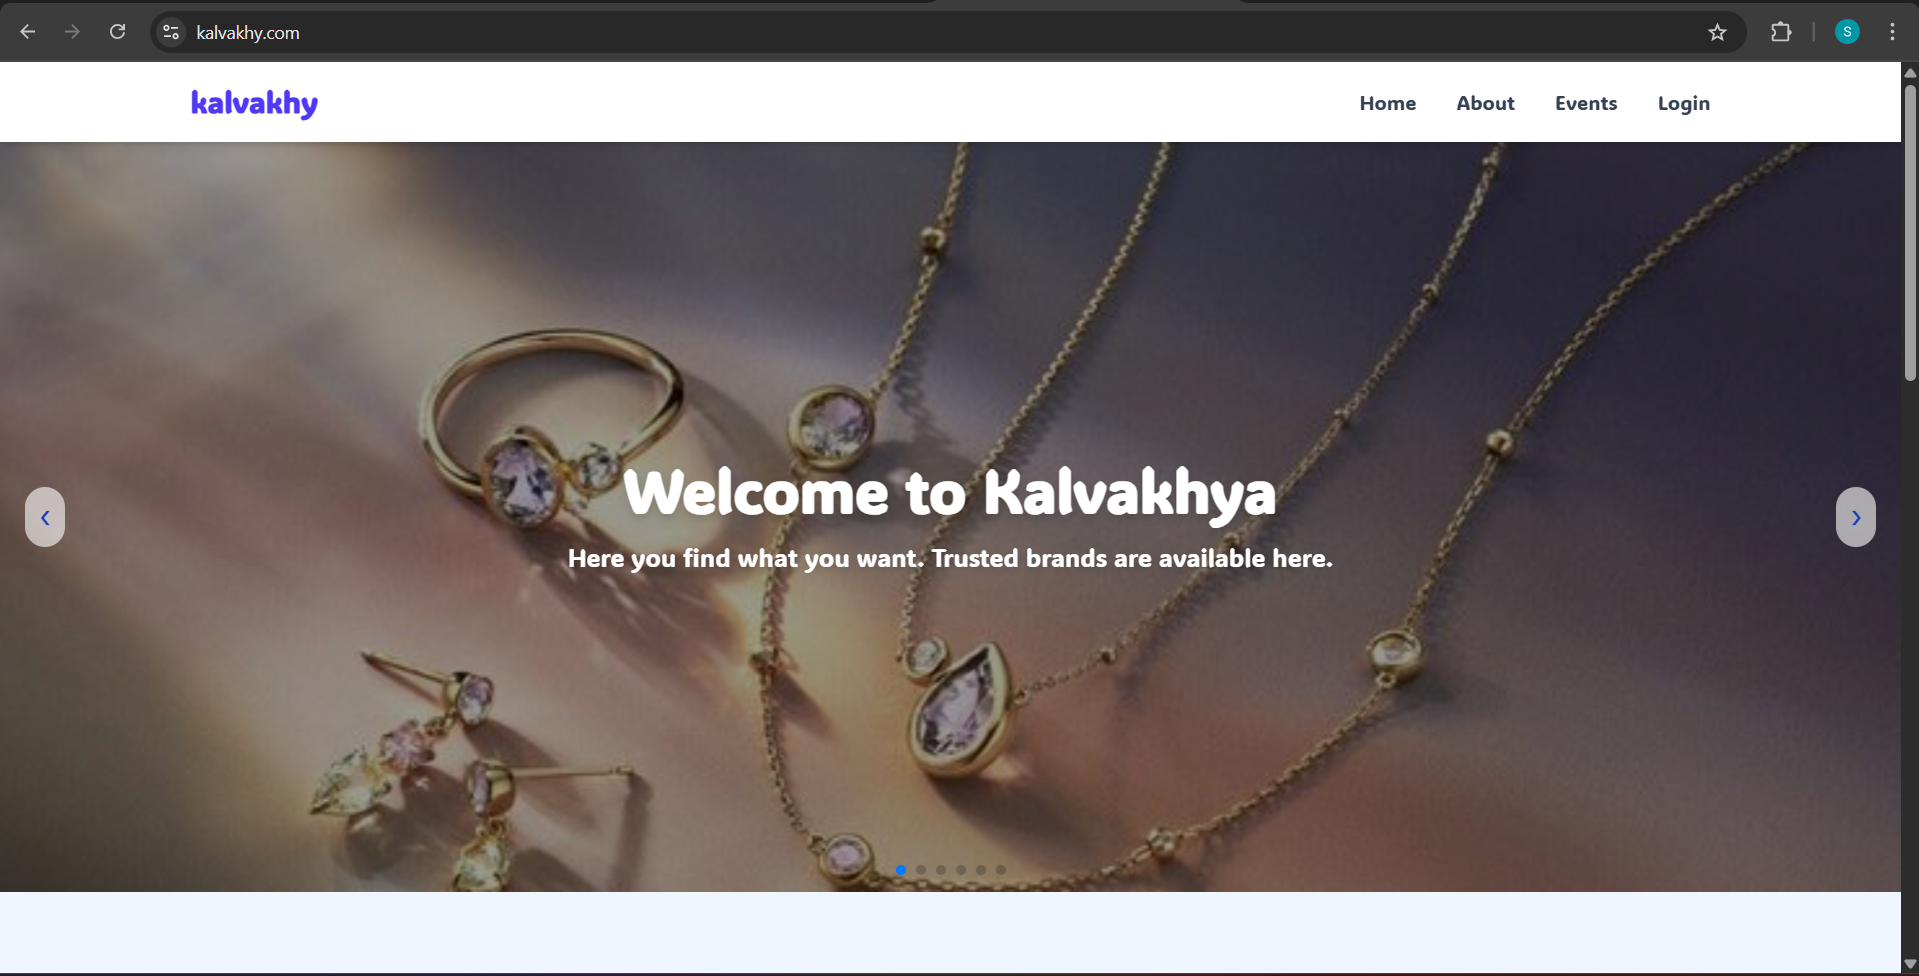 kalvakhy.com
S
kalvakhy
Home About Events Login
Welcome to Kalvakhya
Here you find what you want. Trusted brands are available here.